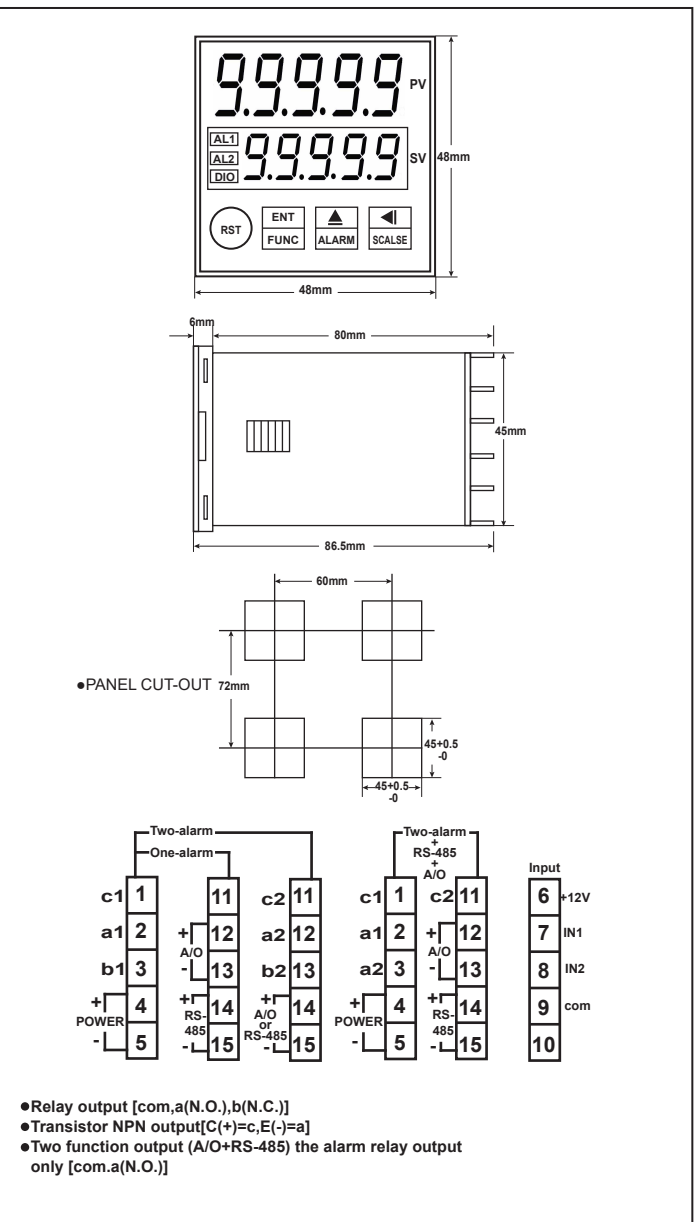 9.9.9.9.9 PV
AL1
AL2
DIO
9.9.9.9.9 SV
48mm
RST
ENT
FUNC
ALARM
SCALSE
48mm
6mm
80mm
45mm
86.5mm
60mm
●PANEL CUT-OUT 72mm
45+0.5
-0
45+0.5
-0
Two-alarm
One-alarm
c1 1
a1 2
b1 3
+ 4
POWER
- 5
11
+ 12
A/O
- 13
+ 14
RS-
485
- 15
c2 11
a2 12
b2 13
+ 14
A/O
or
RS-485
- 15
Two-alarm
+
RS-485
+
A/O
c1 1
a1 2
a2 3
+ 4
POWER
- 5
c2 11
+ 12
A/O
- 13
+ 14
RS-
485
- 15
Input
6 +12V
7 IN1
8 IN2
9 com
10
●Relay output [com,a(N.O.),b(N.C.)]
●Transistor NPN output[C(+)=c,E(-)=a]
●Two function output (A/O+RS-485) the alarm relay output
only [com.a(N.O.)]